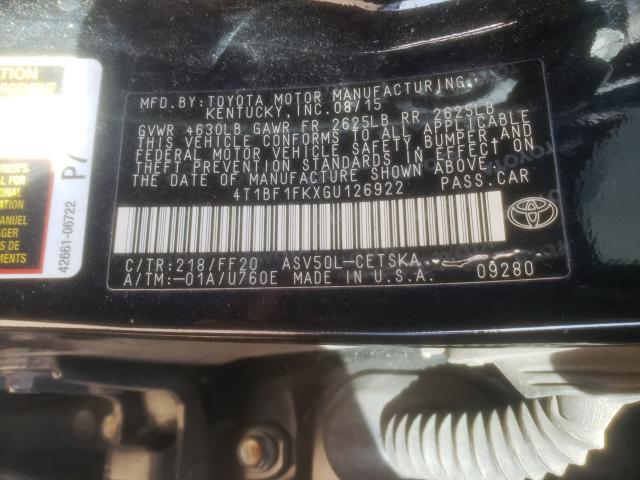 MFD.BY:TOYOTA MOTOR MANUFACTURING,
KENTUCKY, INC. 08/15
GVWR 4630LB GAWR FR 2625LB RR 2625LB
THIS VEHICLE CONFORMS TO ALL APPLICABLE
FEDERAL MOTOR VEHICLE SAFETY, BUMPER AND
THEFT PREVENTION STANDARDS IN EFFECT ON
THE DATE OF MANUFACTURE SHOWN ABOVE.
4T1BF1FKXGU126922 PASS.CAR
C/TR:218/FF20 ASV50L-CETSKA
A/TM:-01A/U760E MADE IN U.S.A. 09280
42661-06722